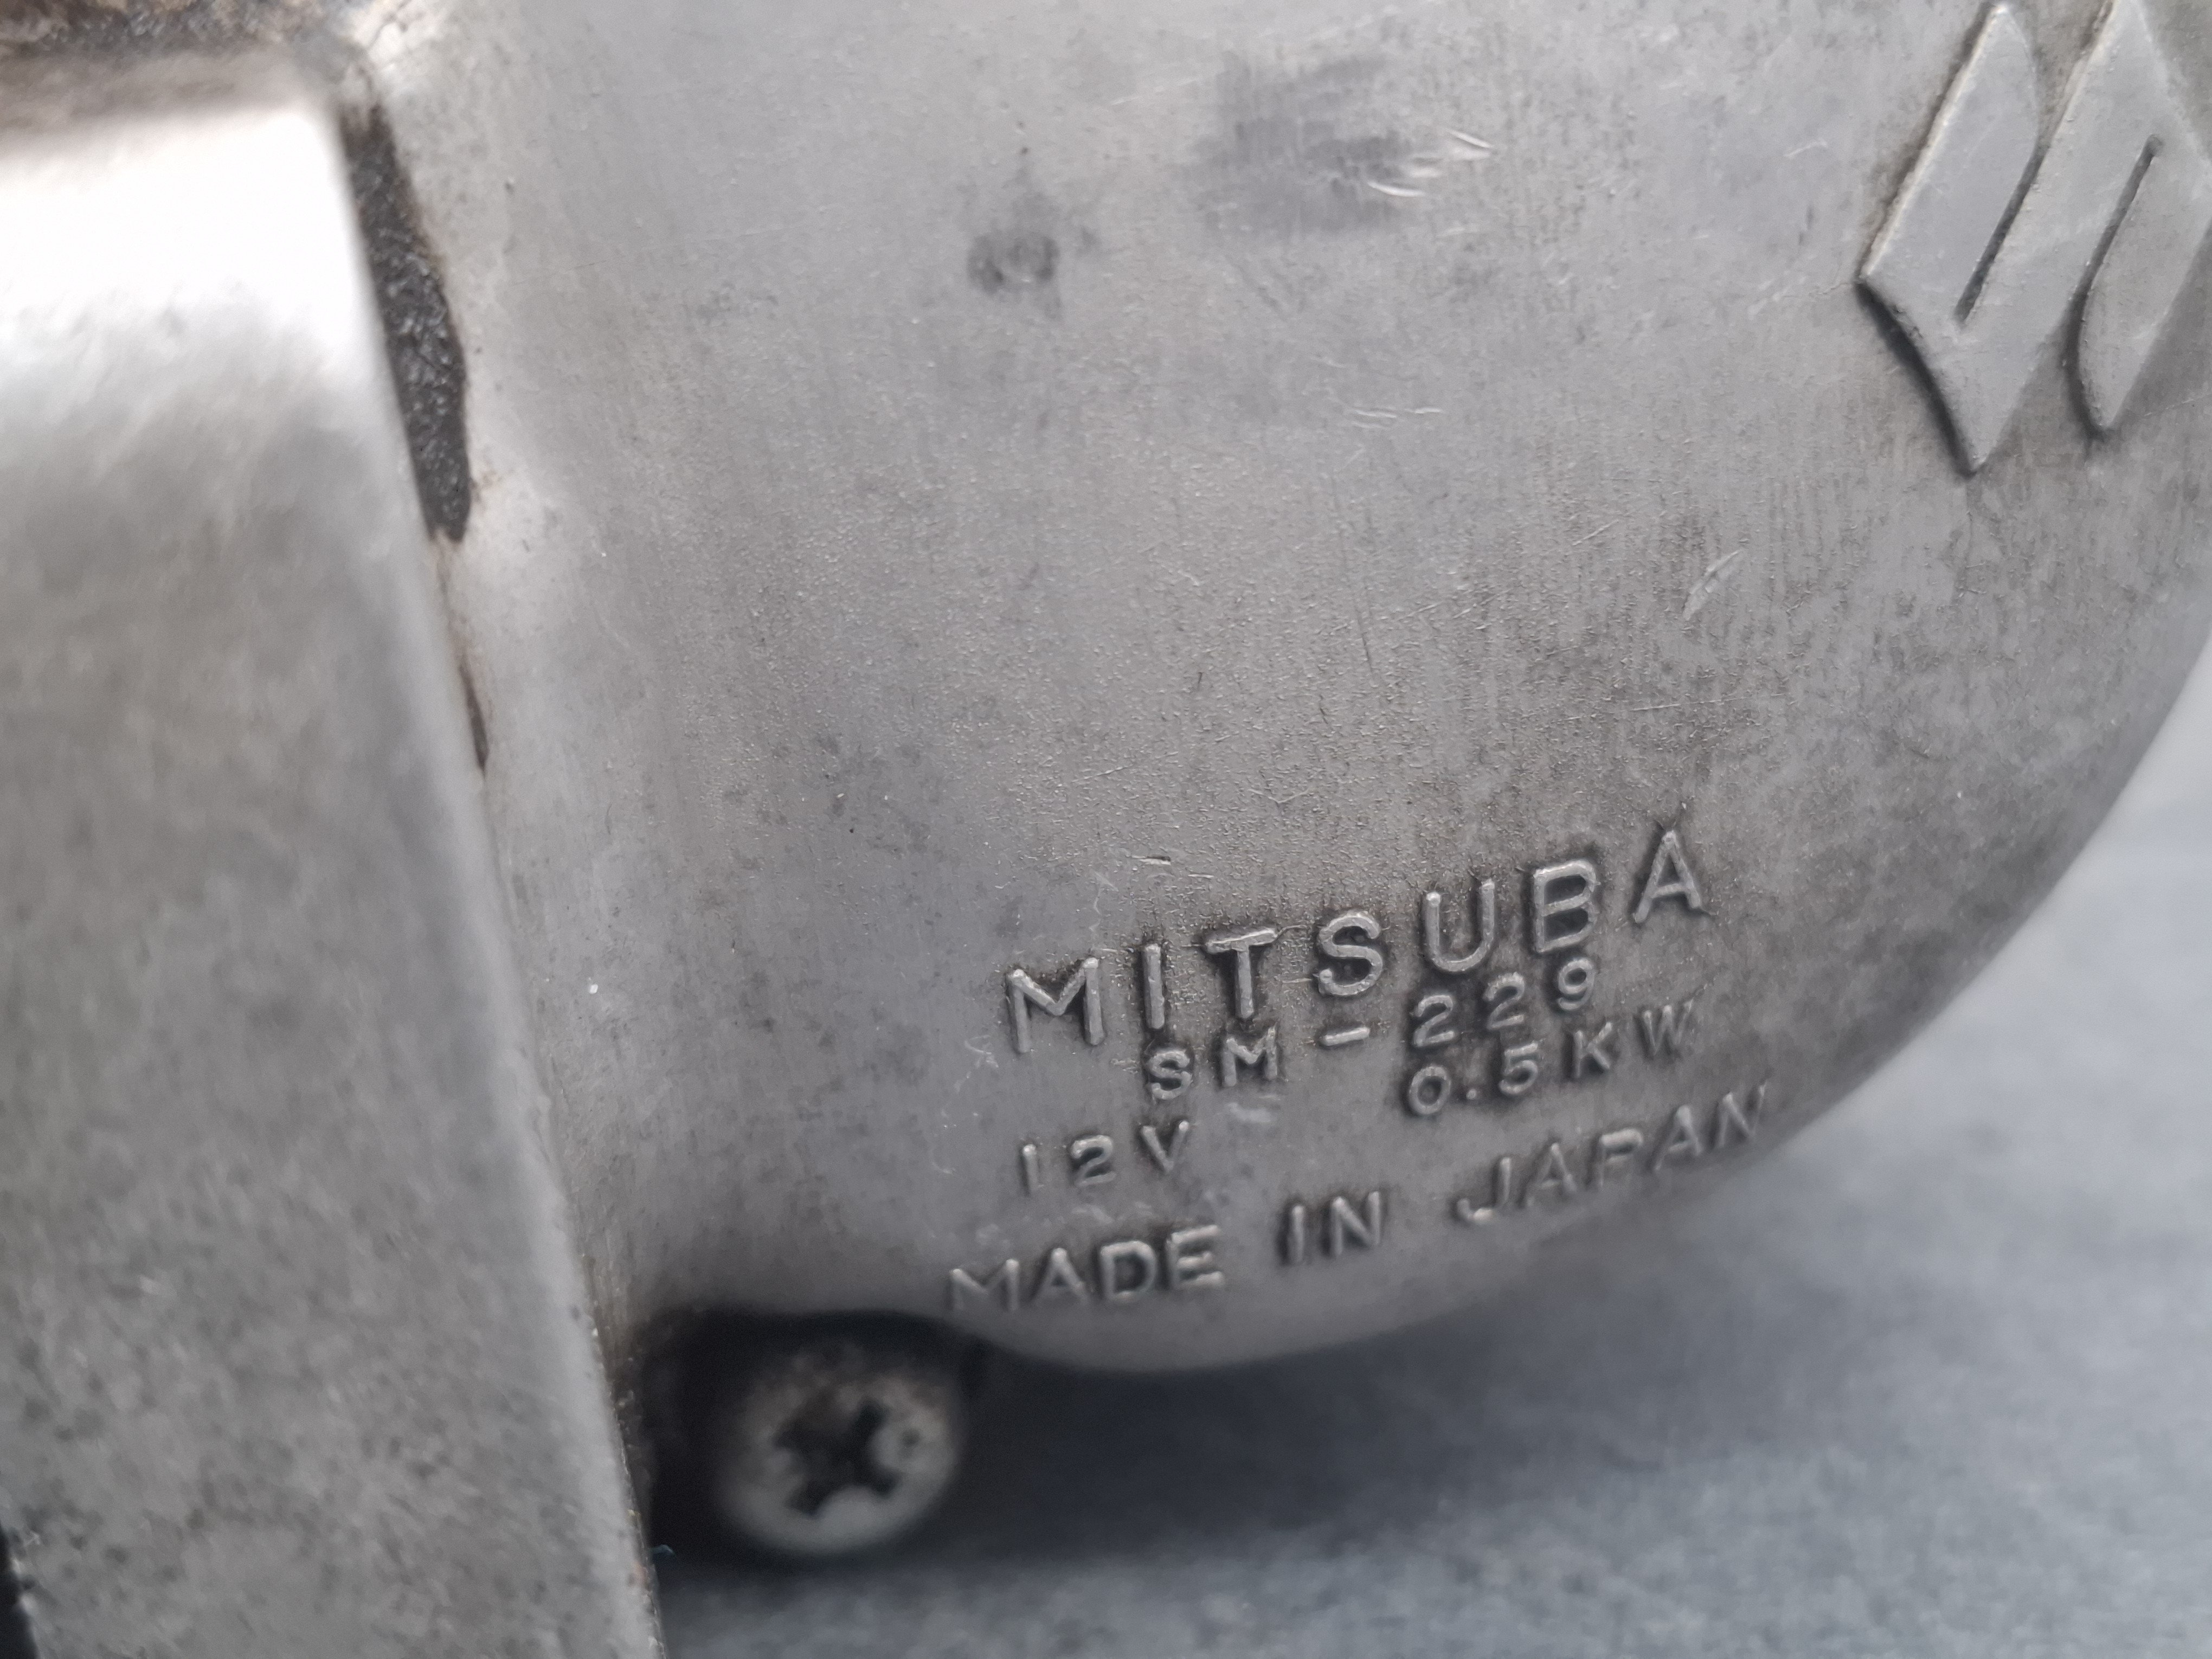 MITSUBA
SM-229
12V 0.5KW
MADE IN JAPAN